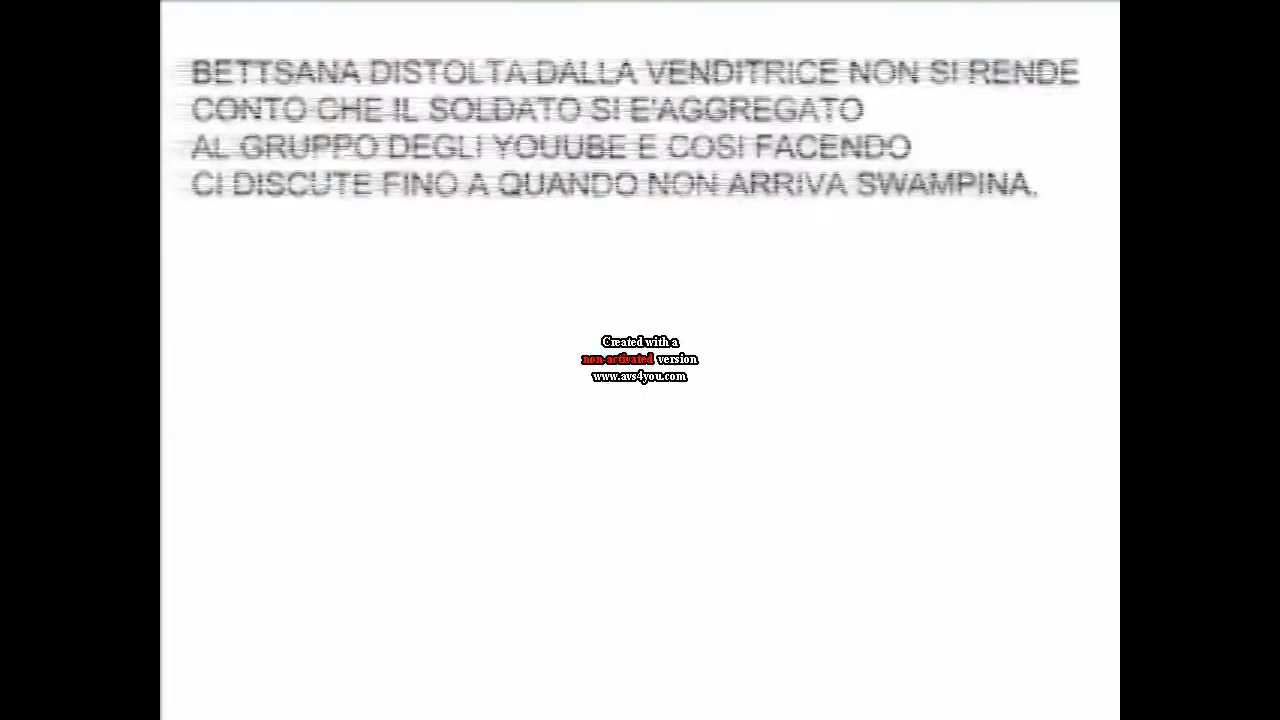 BETTSANA DISTOLTA DALLA VENDITRICE NON SI RENDE
CONTO CHE IL SOLDATO SI E'AGGREGATO
AL GRUPPO DEGLI YOUUBE E COSI FACENDO
CI DISCUTE FINO A QUANDO NON ARRIVA SWAMPINA.
Created with a
non-activated version
www.avs4you.com